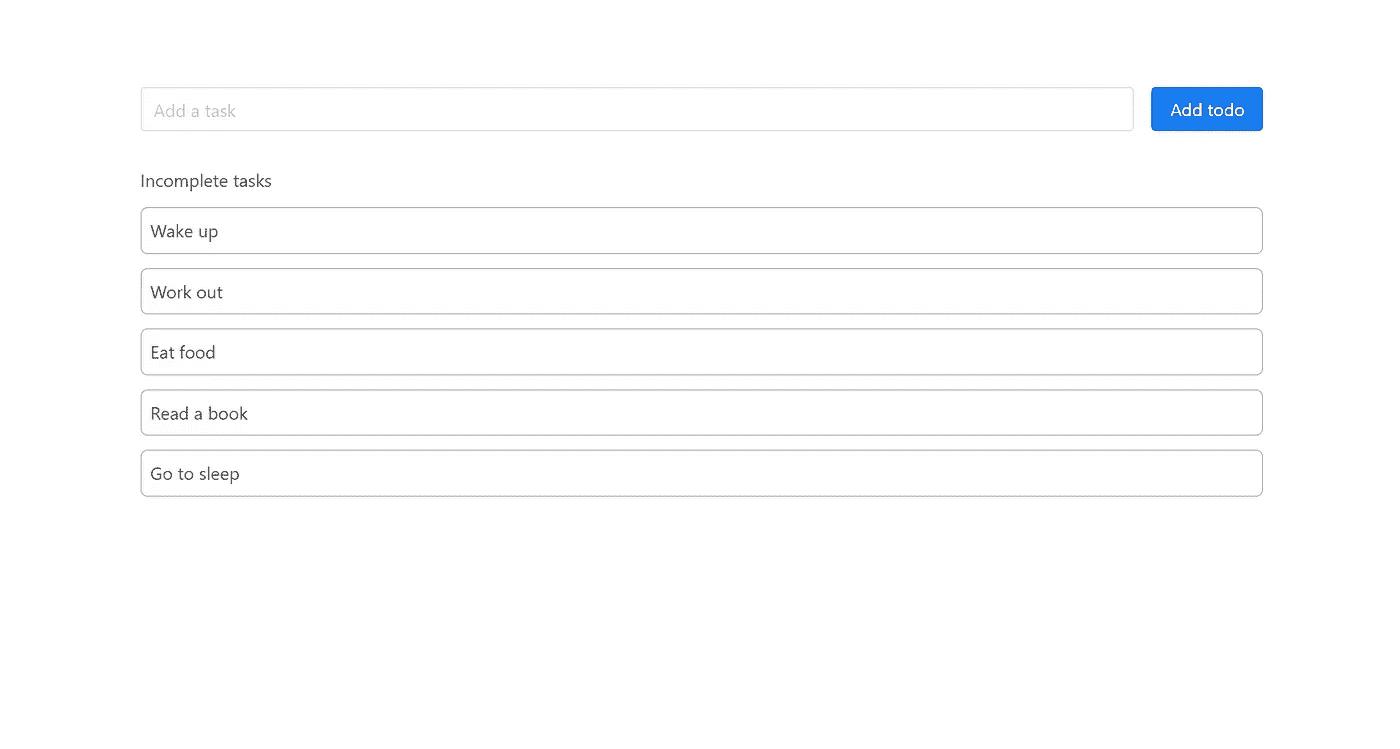 Add a task
Add todo
Incomplete tasks
Wake up
Work out
Eat food
Read a book
Go to sleep